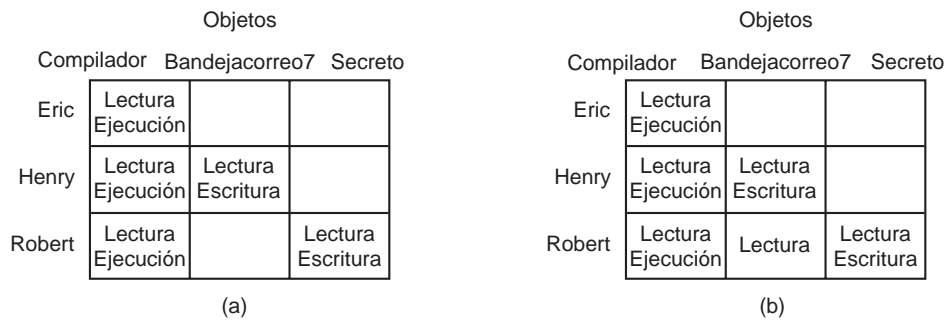 Objetos
Compilador Bandejacorreo7 Secreto
Eric
Lectura
Ejecución
Henry
Lectura
Ejecución
Lectura
Escritura
Robert
Lectura
Ejecución
Lectura
Escritura
(a)
Objetos
Compilador Bandejacorreo7 Secreto
Eric
Lectura
Ejecución
Henry
Lectura
Ejecución
Lectura
Escritura
Robert
Lectura
Ejecución
Lectura
Lectura
Escritura
(b)